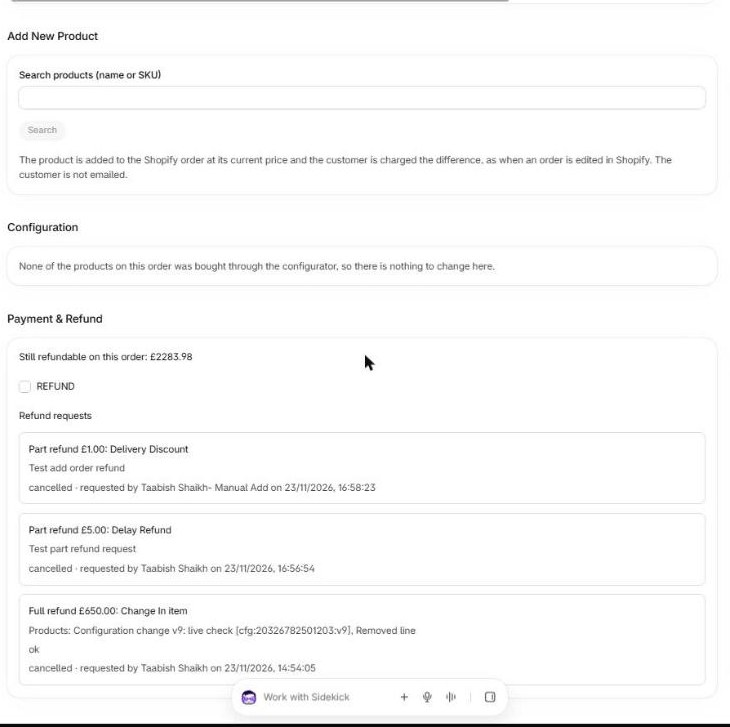 Add New Product
Search products (name or SKU)
Search
The product is added to the Shopify order at its current price and the customer is charged the difference, as when an order is edited in Shopify. The
customer is not emailed.
Configuration
None of the products on this order was bought through the configurator, so there is nothing to change here.
Payment & Refund
Still refundable on this order: £2283.98
REFUND
Refund requests
Part refund £1.00: Delivery Discount
Test add order refund
cancelled · requested by Taabish Shaikh- Manual Add on 23/11/2026, 16:58:23
Part refund £5.00: Delay Refund
Test part refund request
cancelled · requested by Taabish Shaikh on 23/11/2026, 16:56:54
Full refund £650.00: Change In item
Products: Configuration change v9: live check [cfg:20326782501203:v9], Removed line
ok
cancelled · requested by Taabish Shaikh on 23/11/2026, 14:54:05
Work with Sidekick